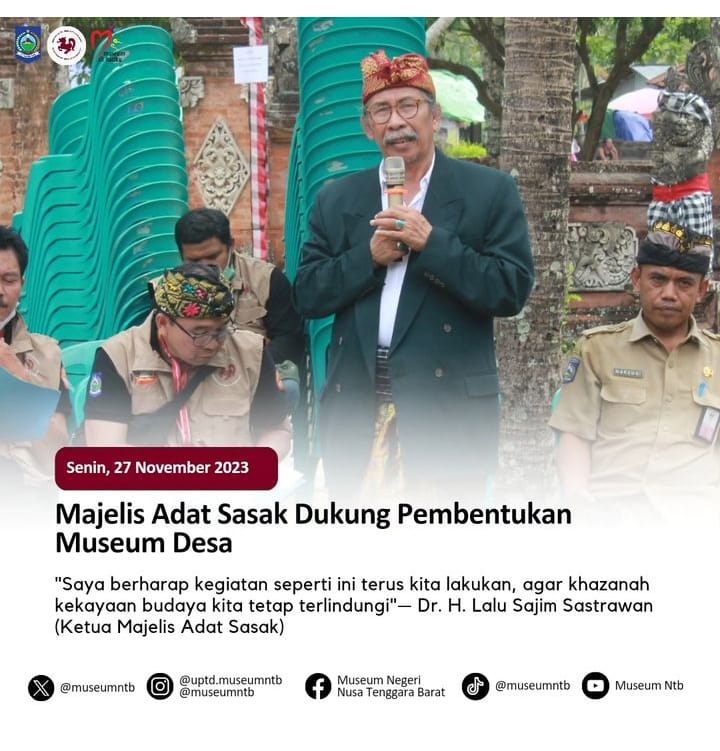 Senin, 27 November 2023
Majelis Adat Sasak Dukung Pembentukan
Museum Desa
"Saya berharap kegiatan seperti ini terus kita lakukan, agar khazanah
kekayaan budaya kita tetap terlindungi"— Dr. H. Lalu Sajim Sastrawan
(Ketua Majelis Adat Sasak)
@museumntb
@uptd.museumntb
@museumntb
Museum Negeri
Nusa Tenggara Barat
@museumntb
Museum Ntb